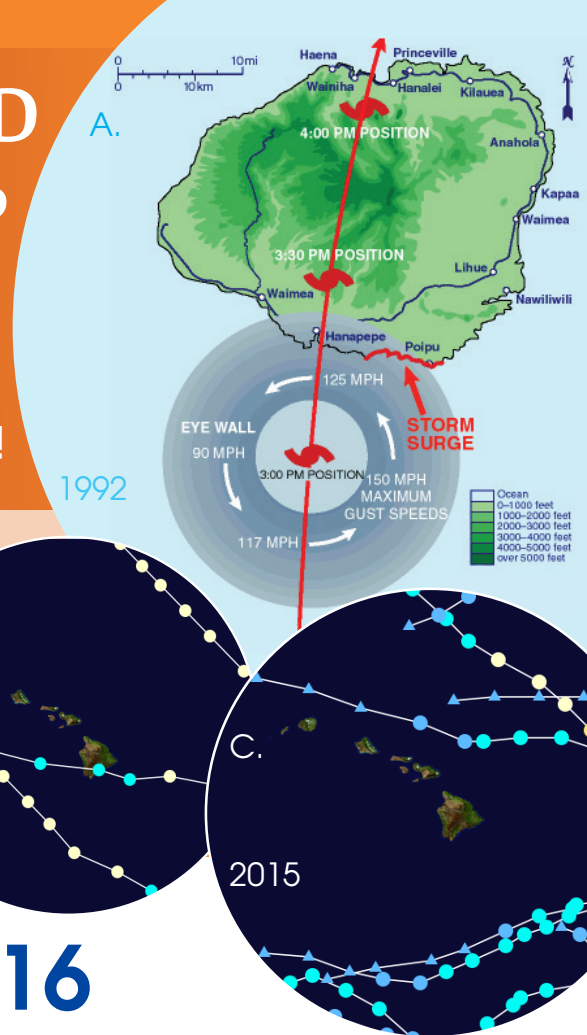 D
A.
1992
0 10mi
0 10km
Haena
Princeville
Wainiha
Hanalei
Kilauea
N
4:00 PM POSITION
Anahola
Kapaa
Waimea
3:30 PM POSITION
Lihue
Waimea
Nawiliwili
Hanapepe
Poipu
125 MPH
STORM
SURGE
EYE WALL
90 MPH
3:00 PM POSITION
150 MPH
MAXIMUM
GUST SPEEDS
117 MPH
!
Ocean
0–1000 feet
1000–2000 feet
2000–3000 feet
3000–4000 feet
4000–5000 feet
over 5000 feet
C.
2015
16